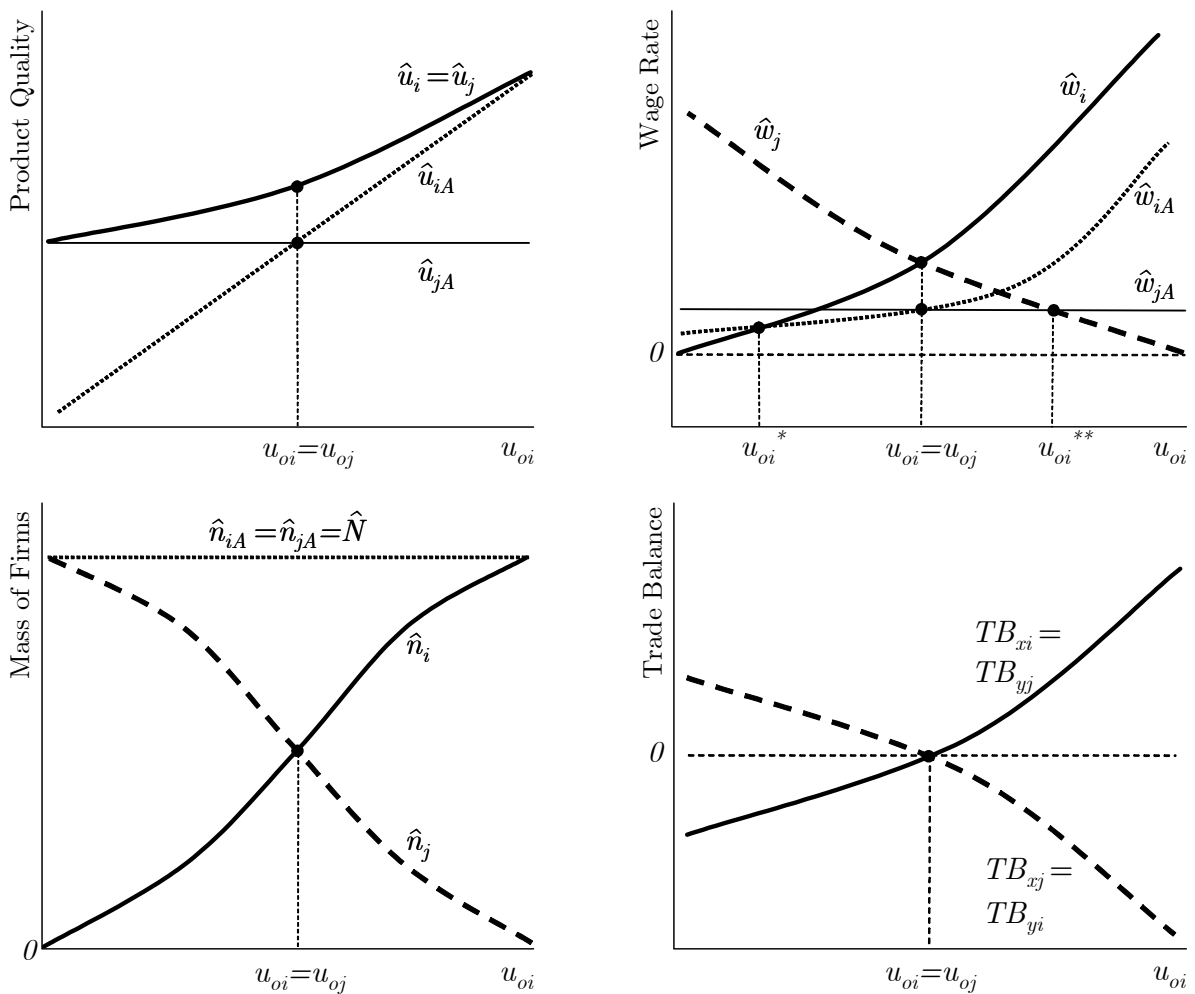 Product Quality
û_i = û_j
û_iA
û_jA
u_oi=u_oj
u_oi
Wage Rate
ŵ_i
ŵ_j
ŵ_iA
ŵ_jA
0
u_oi*
u_oi=u_oj
u_oi**
u_oi
Mass of Firms
n̂_iA = n̂_jA = N̂
n̂_i
n̂_j
0
u_oi=u_oj
u_oi
Trade Balance
TB_xi =
TB_yj
0
TB_xj =
TB_yi
u_oi=u_oj
u_oi